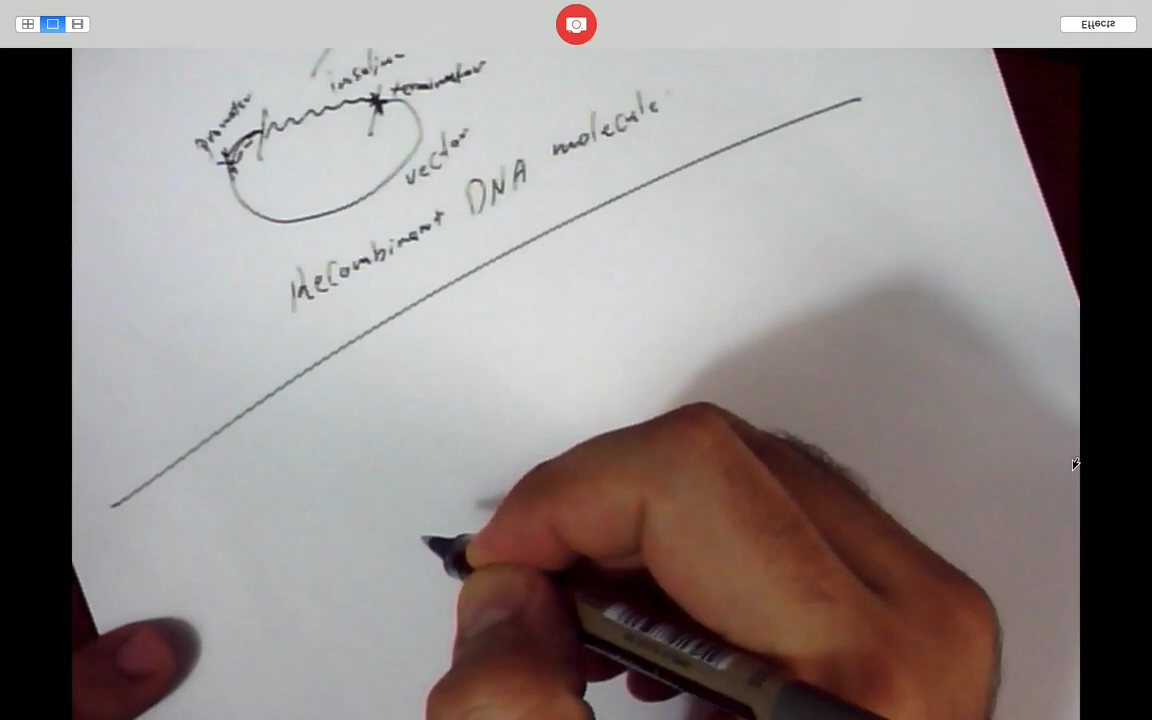 Effects
insulin
terminator
promoter
vector
Recombinant DNA molecule